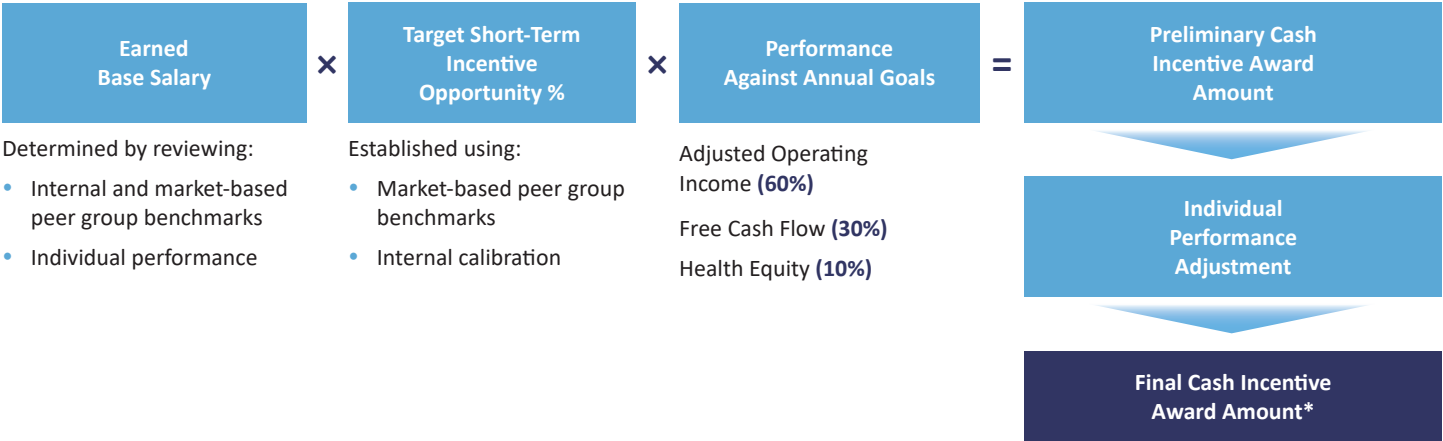 Earned
Base Salary
×
Target Short-Term
Incentive
Opportunity %
×
Performance
Against Annual Goals
=
Preliminary Cash
Incentive Award
Amount
Determined by reviewing:
• Internal and market-based
peer group benchmarks
• Individual performance
Established using:
• Market-based peer group
benchmarks
• Internal calibration
Adjusted Operating
Income (60%)
Free Cash Flow (30%)
Health Equity (10%)
Individual
Performance
Adjustment
Final Cash Incentive
Award Amount*